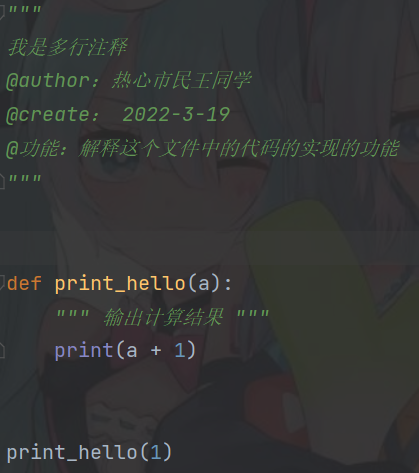 """
我是多行注释
@author: 热心市民王同学
@create: 2022-3-19
@功能: 解释这个文件中的代码的实现的功能
"""
def print_hello(a):
    """ 输出计算结果 """
    print(a + 1)
print_hello(1)